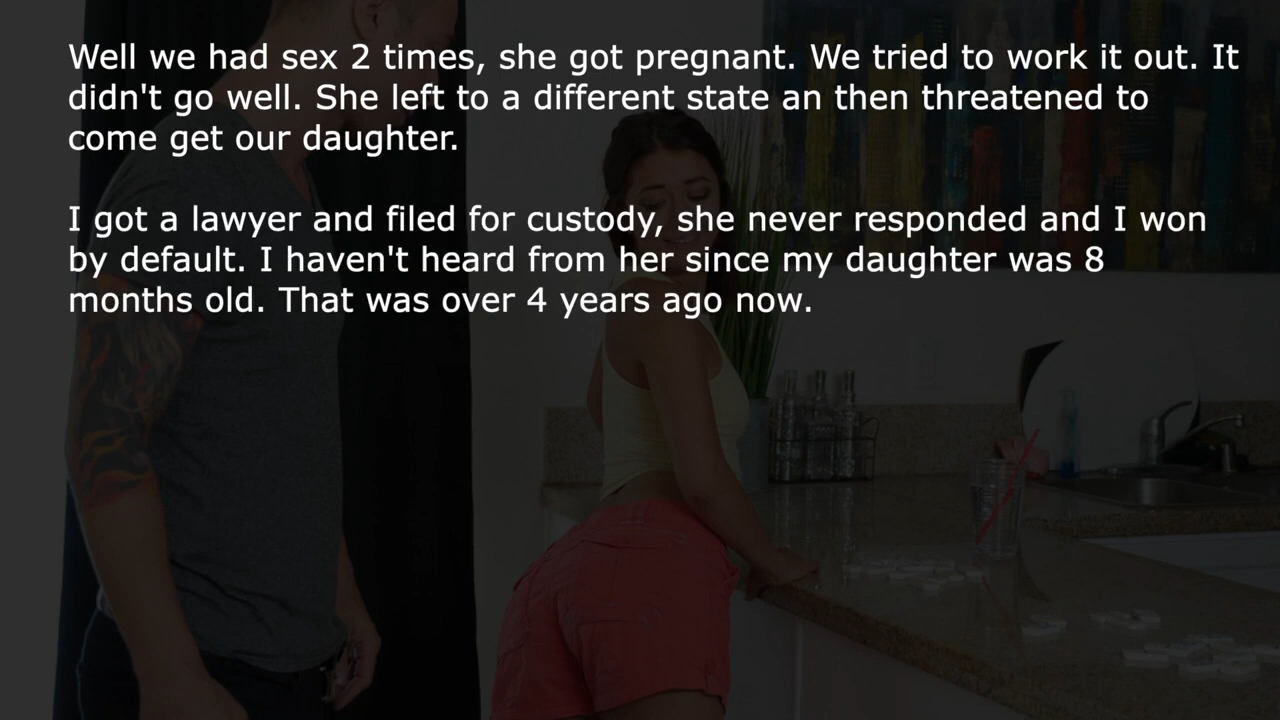 Well we had sex 2 times, she got pregnant. We tried to work it out. It
didn't go well. She left to a different state an then threatened to
come get our daughter.
I got a lawyer and filed for custody, she never responded and I won
by default. I haven't heard from her since my daughter was 8
months old. That was over 4 years ago now.